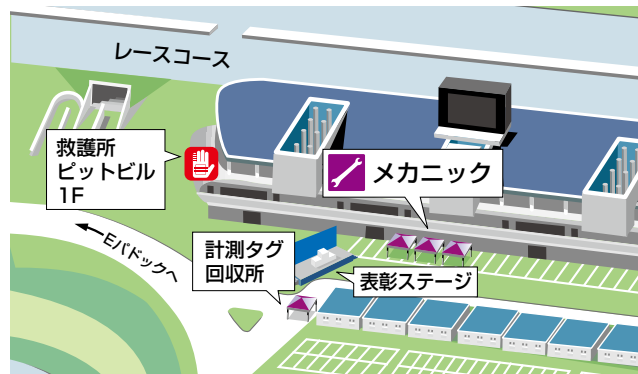 レースコース
救護所
ピットビル
1F
メカニック
Eパドックへ
計測タグ
回収所
表彰ステージ